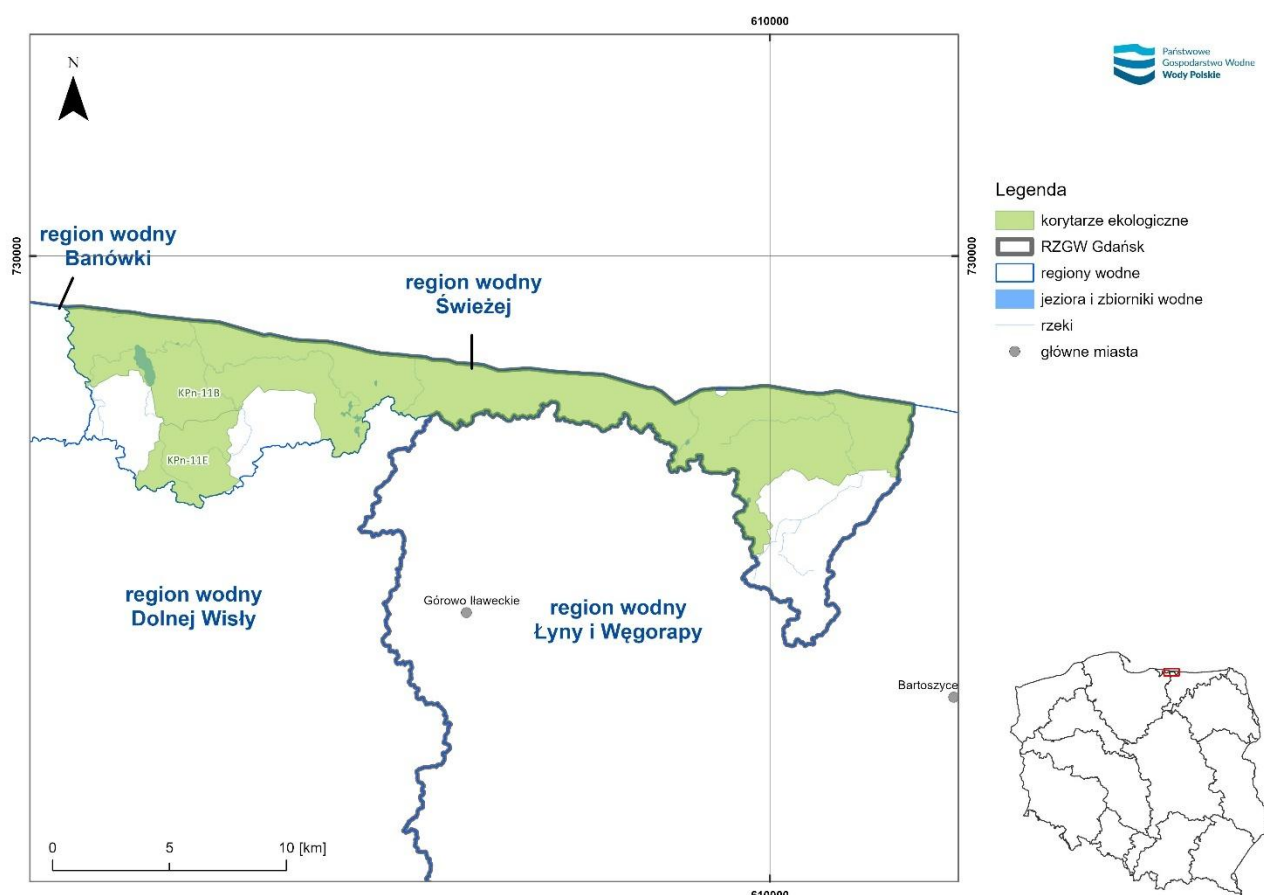 610000
Państwowe
Gospodarstwo Wodne
Wody Polskie
N
Legenda
korytarze ekologiczne
RZGW Gdańsk
regiony wodne
jeziora i zbiorniki wodne
rzeki
główne miasta
730000
730000
region wodny
Banówki
region wodny
Świeżej
KPn-11B
KPn-11E
region wodny
Dolnej Wisły
Górowo Iławeckie
region wodny
Łyny i Węgorapy
Bartoszyce
0 5 10 [km]
610000